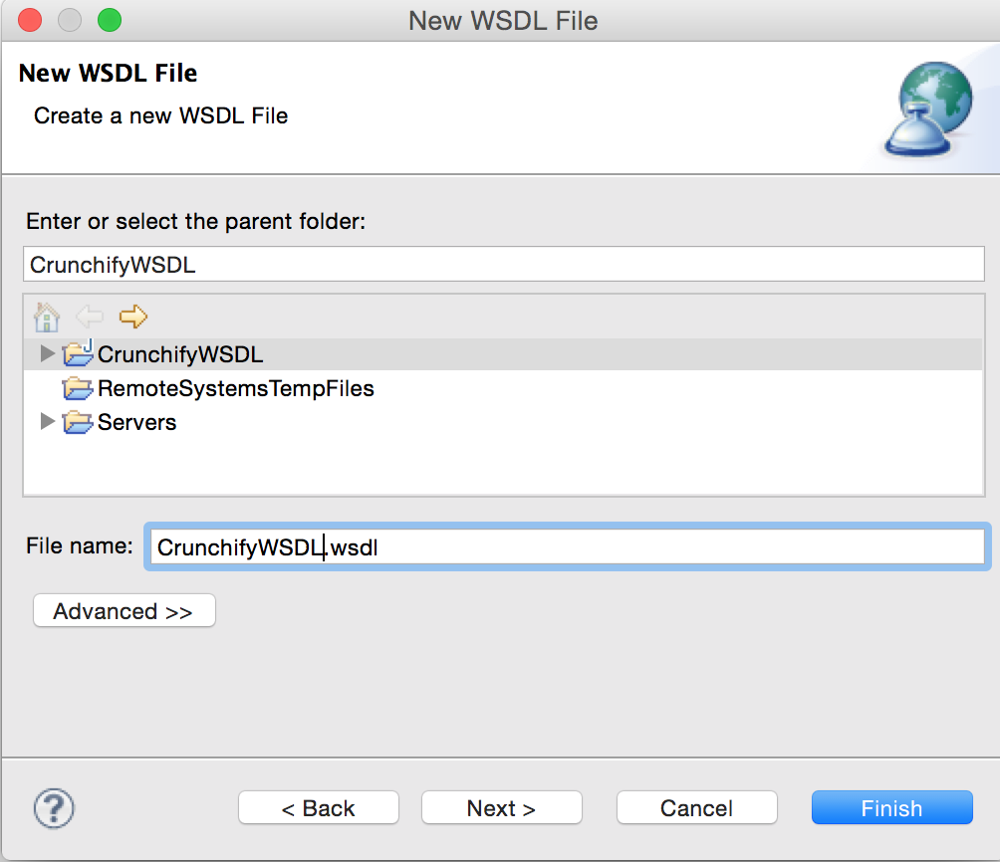 New WSDL File
New WSDL File
Create a new WSDL File
Enter or select the parent folder:
CrunchifyWSDL
CrunchifyWSDL
RemoteSystemsTempFiles
Servers
File name: CrunchifyWSDL.wsdl
Advanced >>
? < Back Next > Cancel Finish